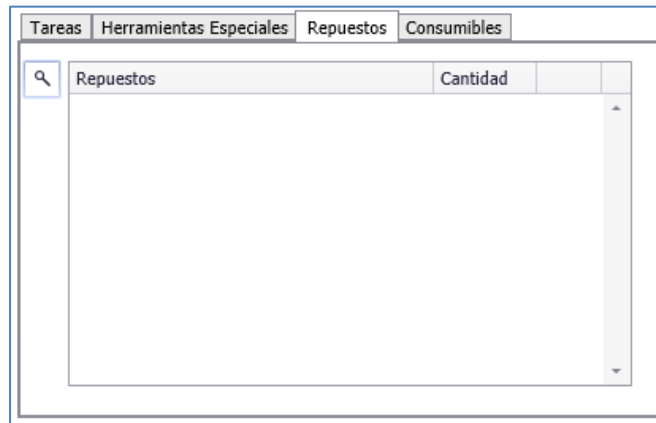 Tareas Herramientas Especiales Repuestos Consumibles
Repuestos Cantidad